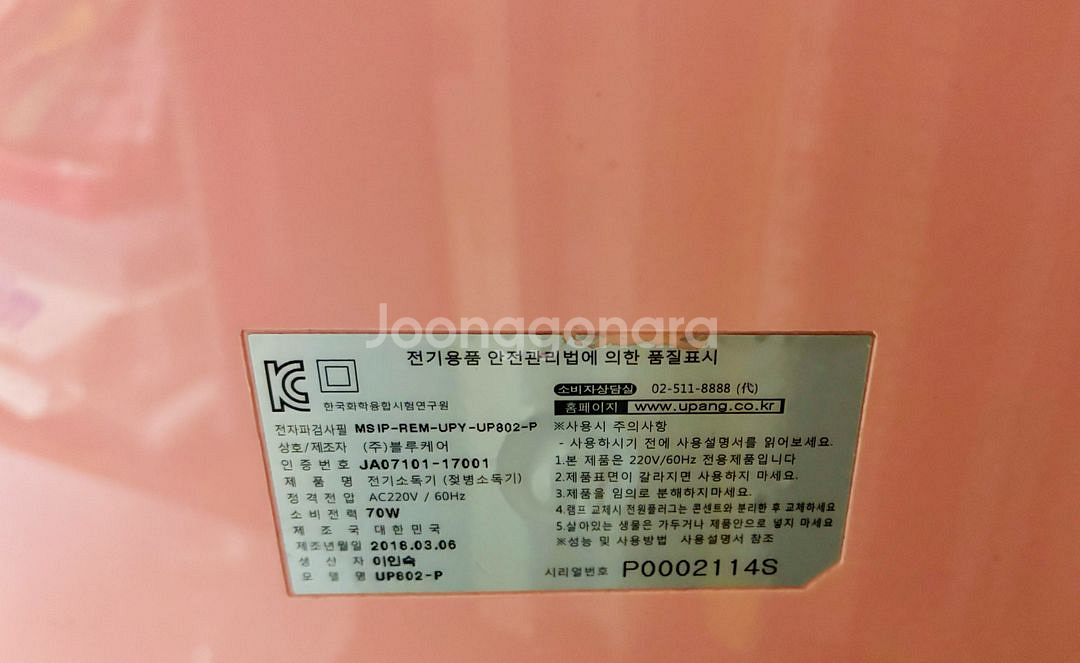 Joonggonara
전기용품 안전관리법에 의한 품질표시
한국화학융합시험연구원
전자파검사필 MSIP-REM-UPY-UP802-P
상호/제조자 (주)블루케어
인증번호 JA07101-17001
제품명 전기소독기 (젖병소독기)
정격전압 AC220V / 60Hz
소비전력 70W
제조국 대한민국
제조년월일 2018.03.06
생산자 이인숙
모델명 UP802-P
소비자상담실 02-511-8888 (代)
홈페이지 www.upang.co.kr
※사용시 주의사항
- 사용하시기 전에 사용설명서를 읽어보세요.
1.본 제품은 220V/60Hz 전용제품입니다
2.제품표면이 갈라지면 사용하지 마세요.
3.제품을 임의로 분해하지마세요.
4.램프 교체시 전원플러그는 콘센트와 분리한 후 교체하세요
5.살아있는 생물은 가두거나 제품안으로 넣지 마세요
※성능 및 사용방법 사용설명서 참조
시리얼번호 P0002114S